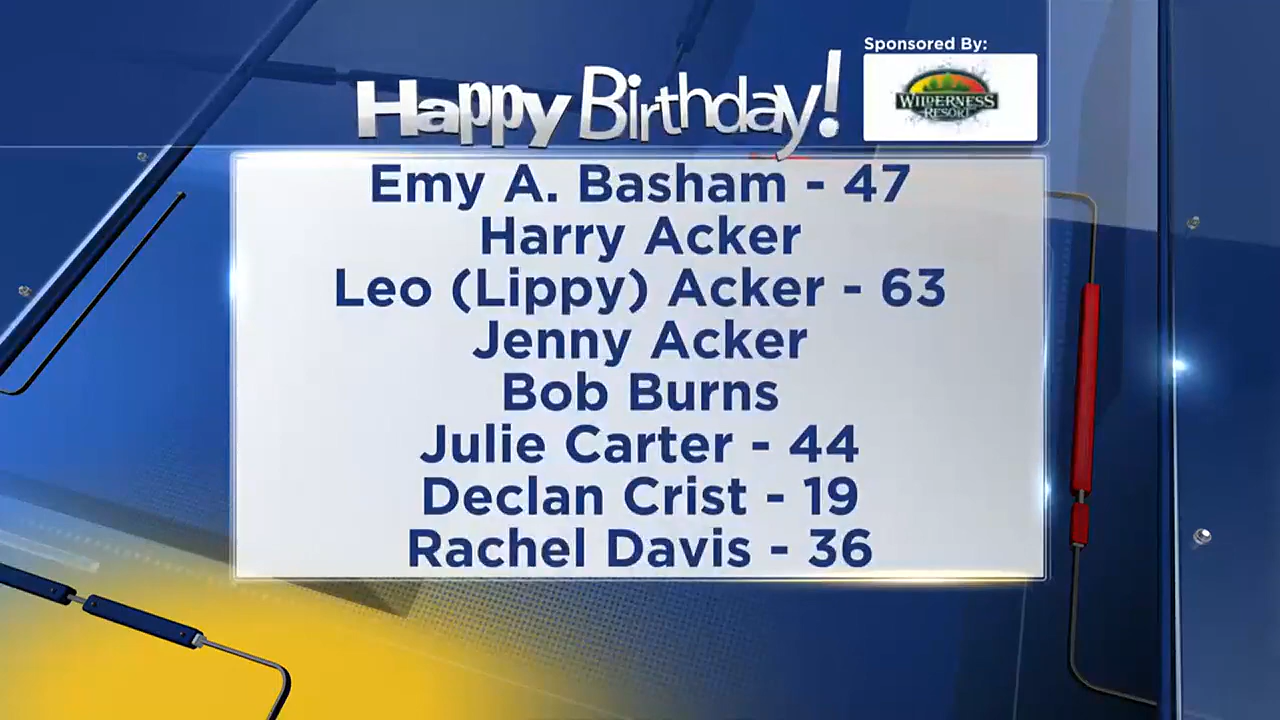 Sponsored By:
Happy Birthday!
WILDERNESS
RESORT
Emy A. Basham - 47
Harry Acker
Leo (Lippy) Acker - 63
Jenny Acker
Bob Burns
Julie Carter - 44
Declan Crist - 19
Rachel Davis - 36